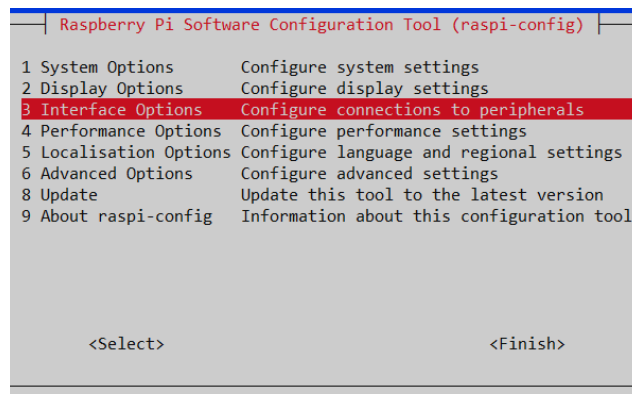 Raspberry Pi Software Configuration Tool (raspi-config)
1 System Options Configure system settings
2 Display Options Configure display settings
3 Interface Options Configure connections to peripherals
4 Performance Options Configure performance settings
5 Localisation Options Configure language and regional settings
6 Advanced Options Configure advanced settings
8 Update Update this tool to the latest version
9 About raspi-config Information about this configuration tool
<Select> <Finish>